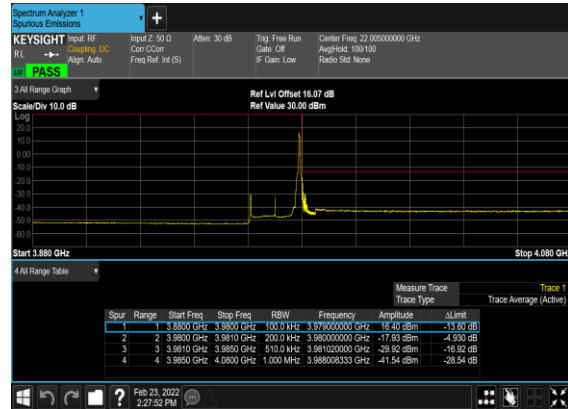 Spectrum Analyzer 1
Spurious Emissions
+
KEYSIGHT Input: RF Input Z: 50 Ω Atten: 30 dB Trig: Free Run Center Freq: 22.005000000 GHz
RL Coupling: DC Corr CCorr Gate: Off Avg|Hold: 100/100
Align: Auto Freq Ref: Int (S) IF Gain: Low Radio Std: None
LW PASS
3 All Range Graph
Ref Lvl Offset 16.07 dB
Scale/Div 10.0 dB Ref Value 30.00 dBm
Log
20.0
10.0
0.00
-10.0
-20.0
-30.0
-40.0
-50.0
-60.0
Start 3.880 GHz Stop 4.080 GHz
4 All Range Table
Measure Trace Trace 1
Trace Type Trace Average (Active)
Spur Range Start Freq Stop Freq RBW Frequency Amplitude ΔLimit
1 1 3.8800 GHz 3.9800 GHz 100.0 kHz 3.979000000 GHz 16.40 dBm -13.60 dB
2 2 3.9800 GHz 3.9810 GHz 200.0 kHz 3.980000000 GHz -17.93 dBm -4.930 dB
3 3 3.9810 GHz 3.9850 GHz 510.0 kHz 3.981020000 GHz -29.92 dBm -16.92 dB
4 4 3.9850 GHz 4.0800 GHz 1.000 MHz 3.988008333 GHz -41.54 dBm -28.54 dB
? Feb 23, 2022
2:27:52 PM